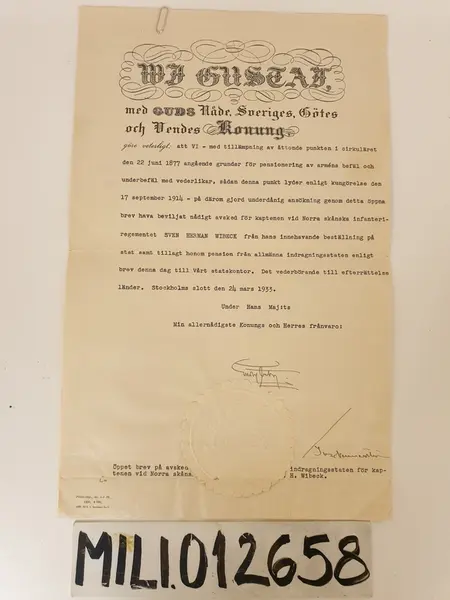 WI GUSTAF,
med GUDS Nåde, Sveriges, Götes
och Vendes Konung,
göre veterligt att VI - med tillämpning av åttonde punkten i cirkuläret
den 22 juni 1877 angående grunder för pensionering av arméns befäl och
underbefäl med vederlikar, sådan denna punkt lyder enligt kungörelse den
17 september 1914 - på därom gjord underdånig ansökning genom detta öppna
brev hava beviljat nådigt avsked för kaptenen vid Norra skånska infanteri-
regementet SVEN HERMAN WIBECK från hans innehavande beställning på
stat samt tillagt honom pension från allmänna indragningsstaten enligt
brev denna dag till Vårt statskontor. Det vederbörande till efterrättelse
länder. Stockholms slott den 24 mars 1933.
Under Hans Maj:ts
Min allernådigste Konungs och Herres frånvaro:
Öppet brev på avsked indragningsstaten för kap-
tenen vid Norra skåns H. Wibeck.
MILI.012658